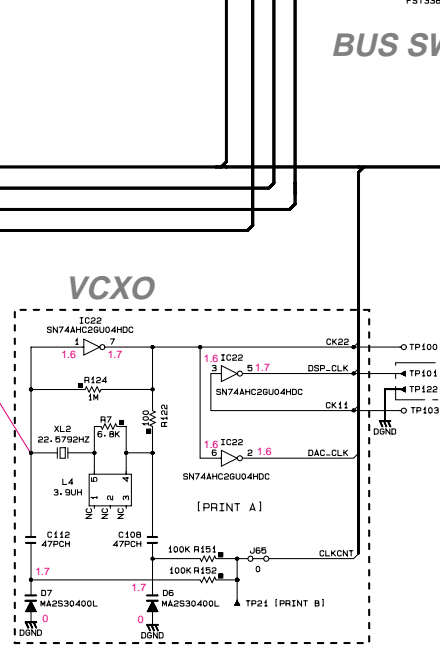 BUS SW
VCXO
IC22
SN74AHC2GU04HDC
1 7
1.6 1.7
R124
1M
XL2
22.5792HZ
R7
6.8K
100
R122
L4
3.9UH
5 4
1 2 3
NC NC NC
1.6 IC22
3 5 1.7
SN74AHC2GU04HDC
1.6 IC22
6 2 1.6
SN74AHC2GU04HDC
CK22
DSP_CLK
CK11
DAC_CLK
TP100
TP101
TP122
TP103
DGND
[PRINT A]
C112
47PCH
C108
47PCH
100K R151
100K R152
J65
0
CLKCNT
1.7
1.7
D7
MA2S30400L
0
DGND
D6
MA2S30400L
0
DGND
TP21 [PRINT B]